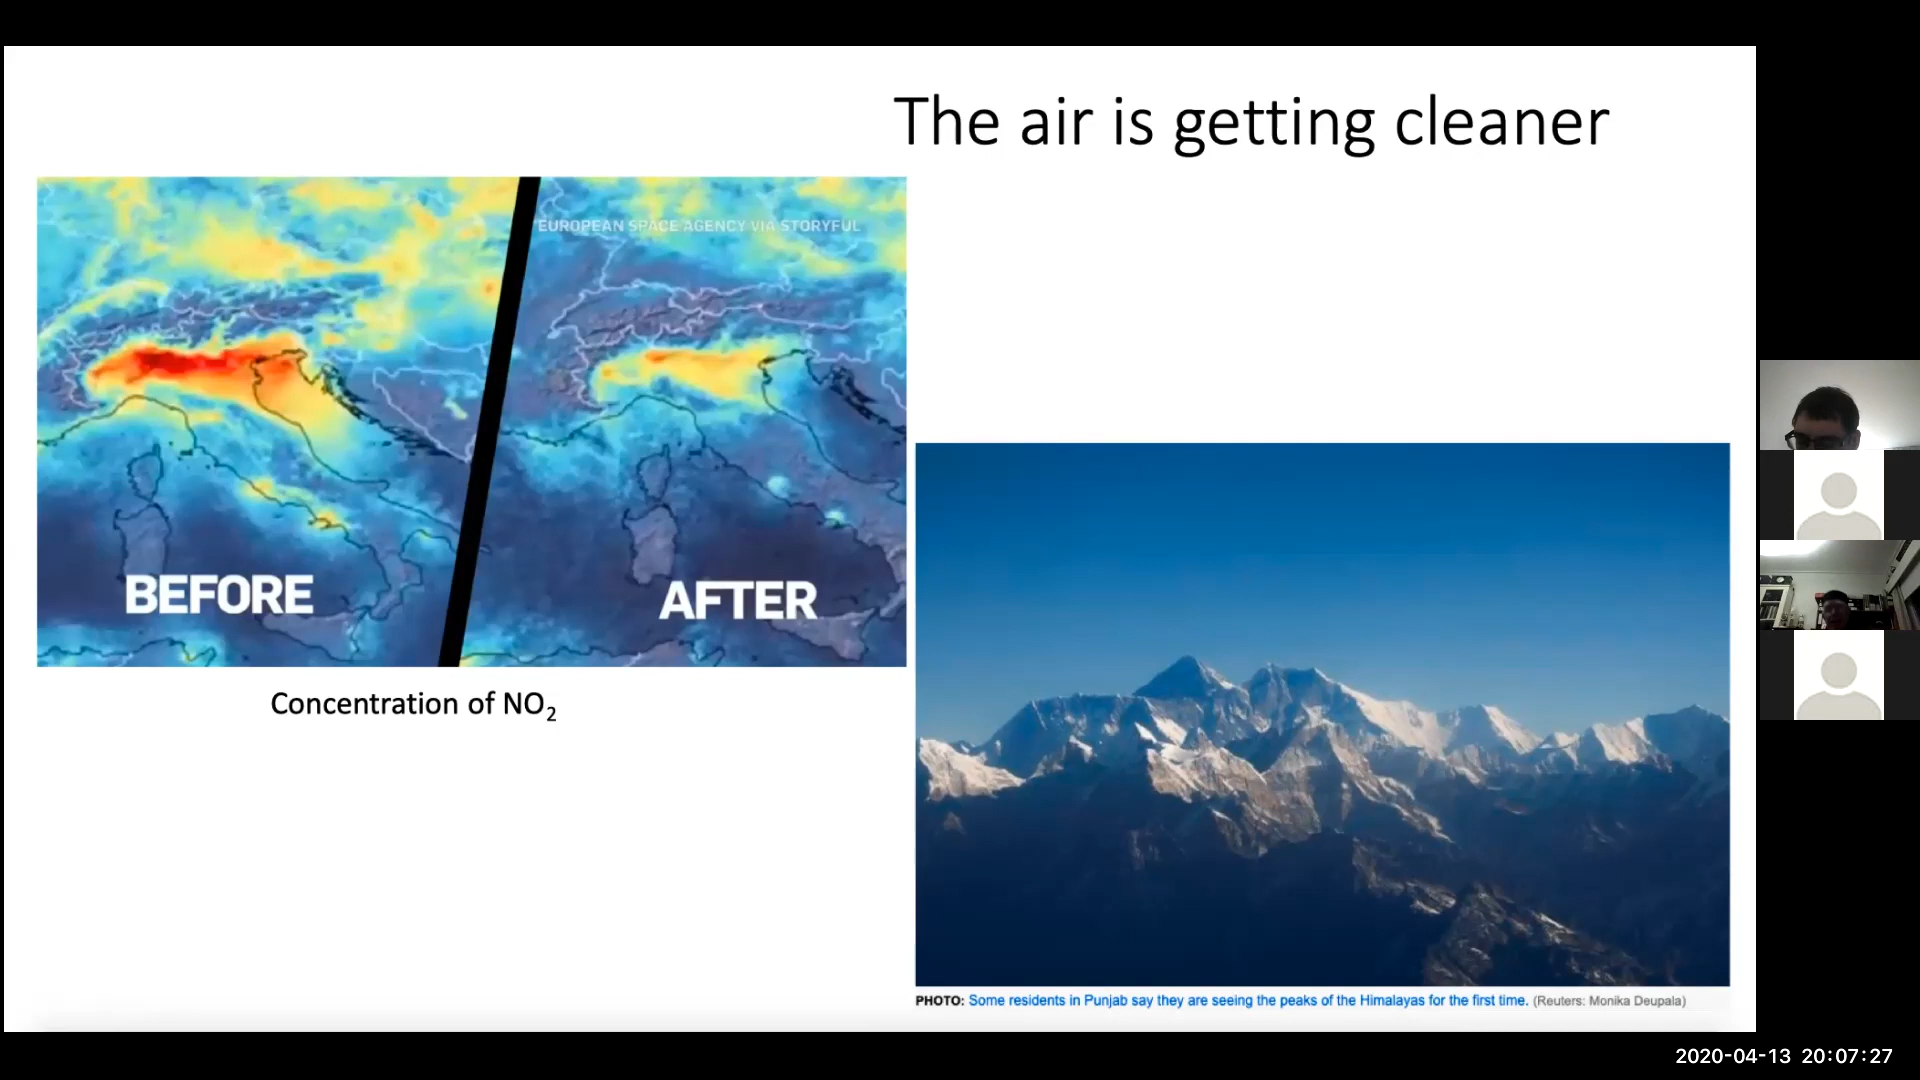 The air is getting cleaner
EUROPEAN SPACE AGENCY VIA STORYFUL
BEFORE
AFTER
Concentration of NO₂
PHOTO: Some residents in Punjab say they are seeing the peaks of the Himalayas for the first time. (Reuters: Monika Deupala)
2020-04-13 20:07:27